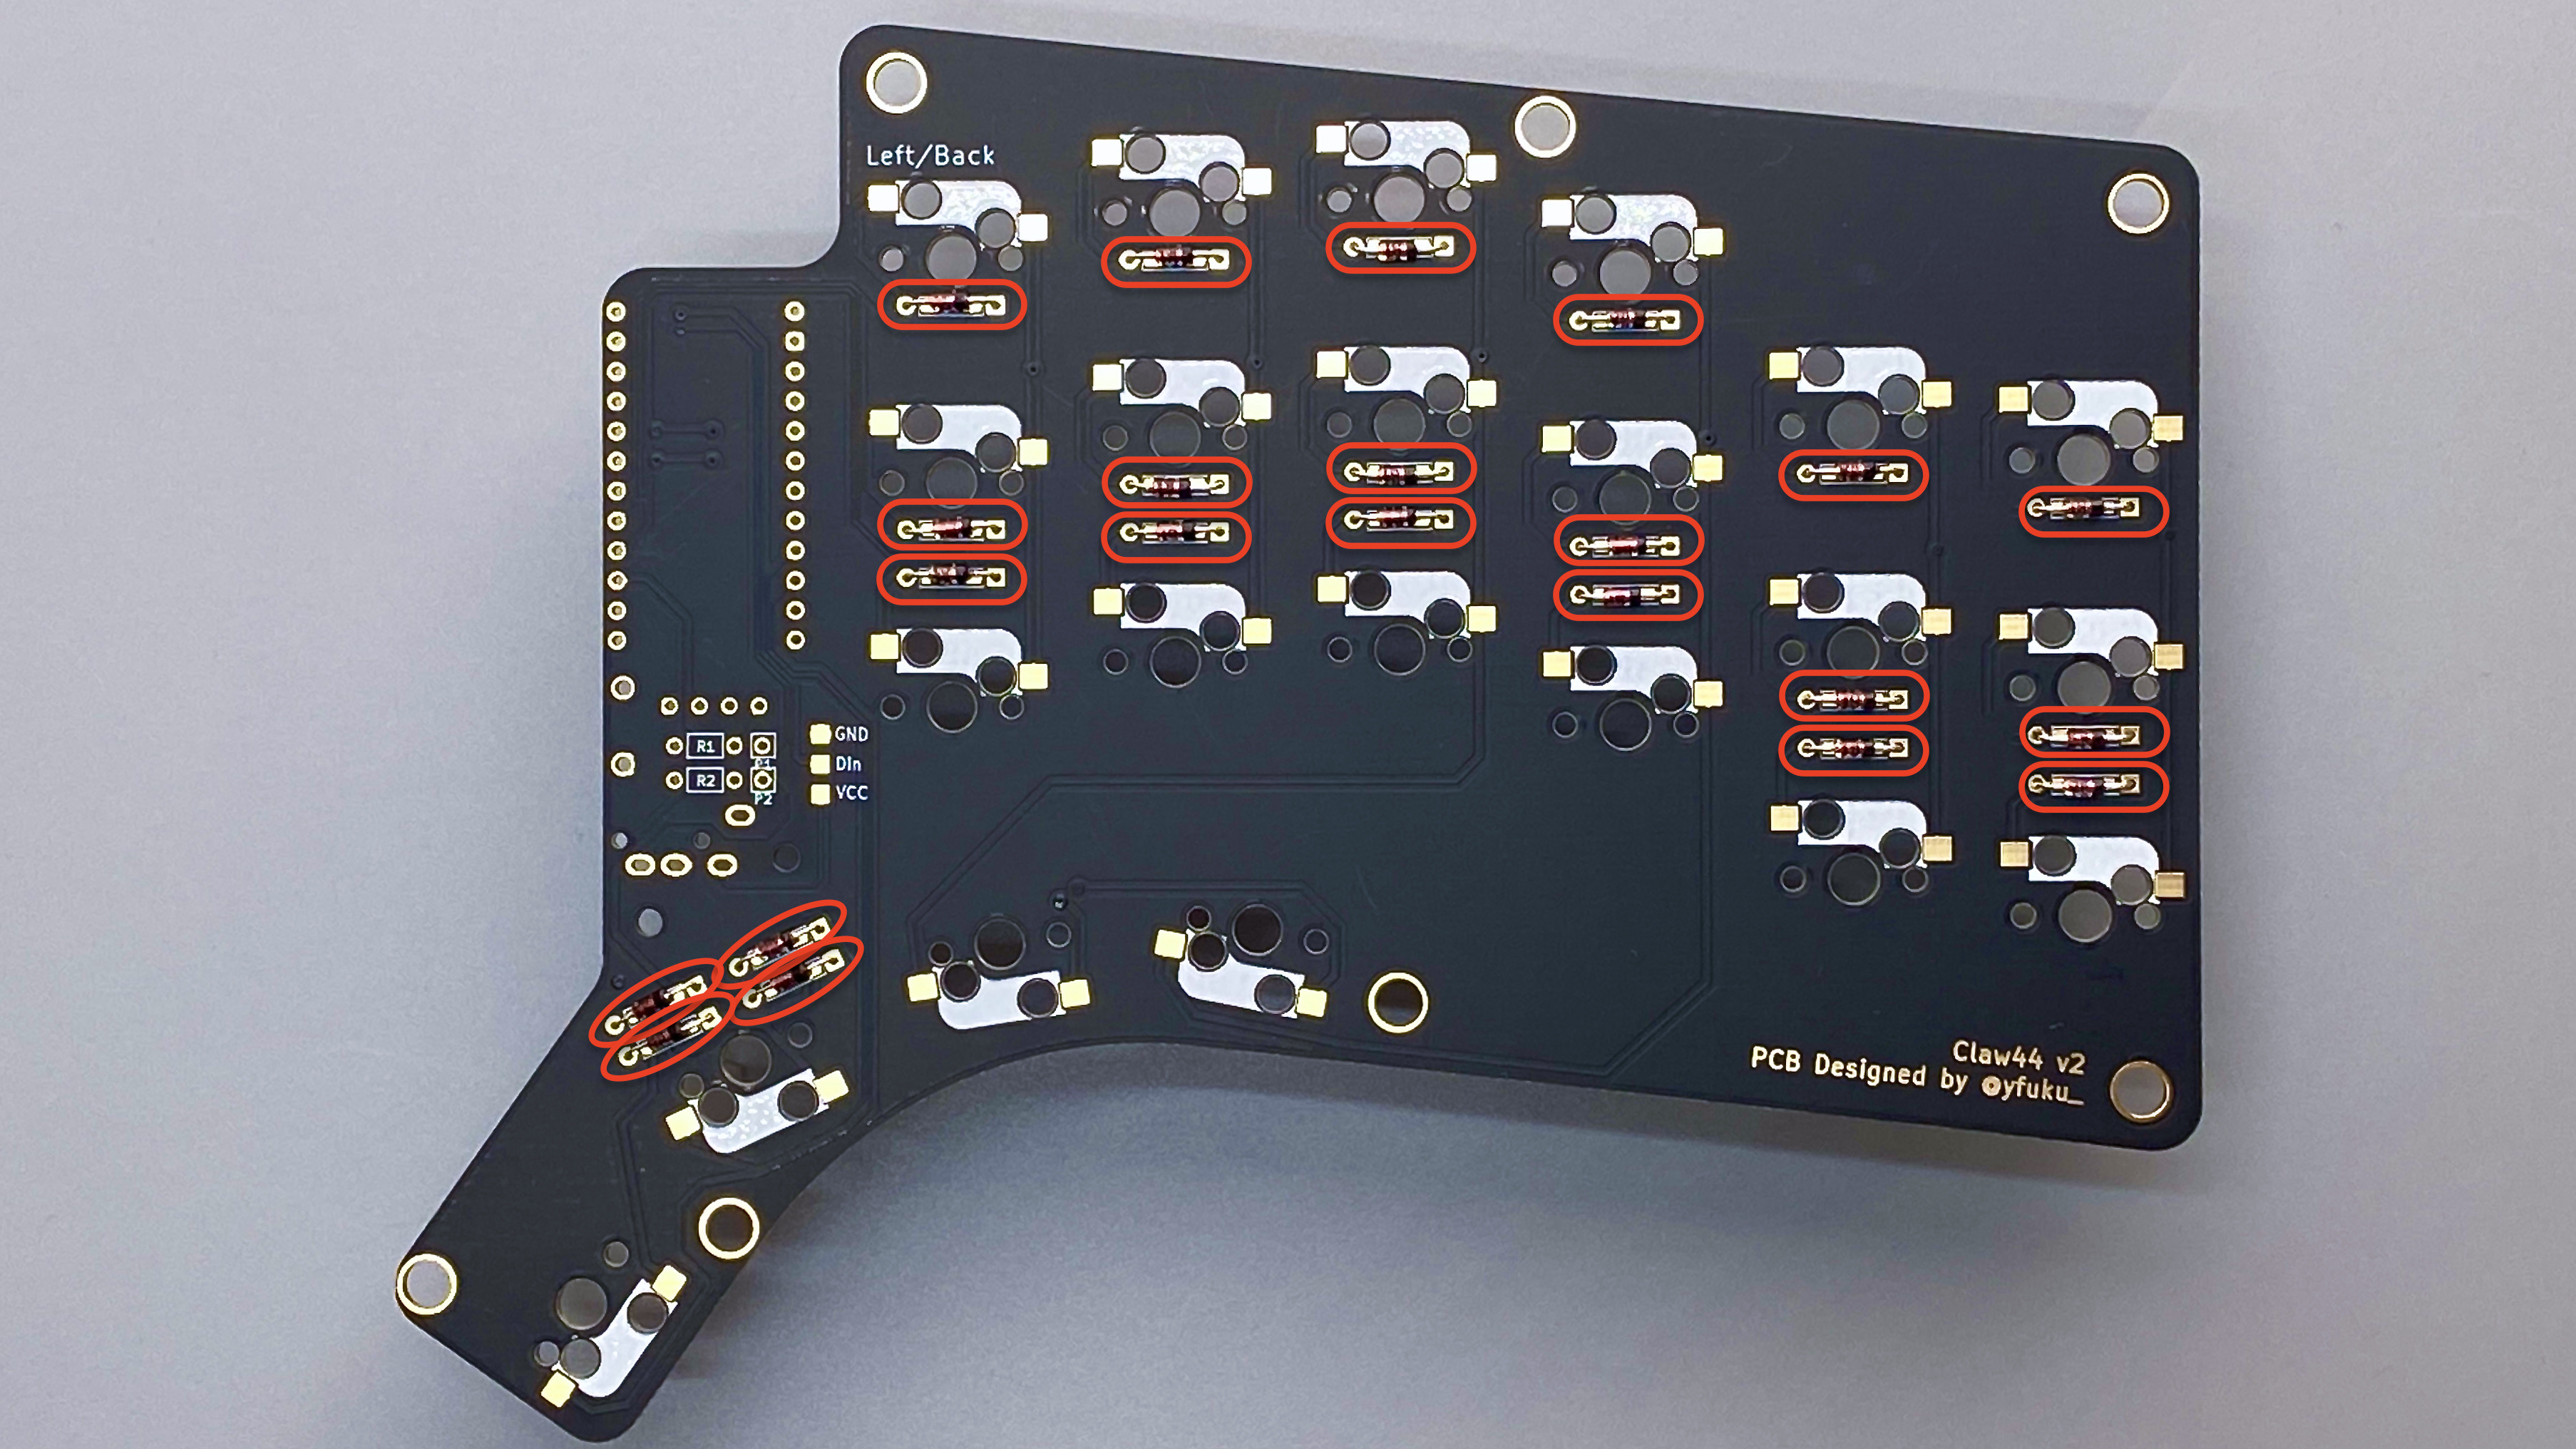 Left/Back
GND
R1
P1
Din
R2
VCC
P2
Claw44 v2
PCB Designed by @yfuku_